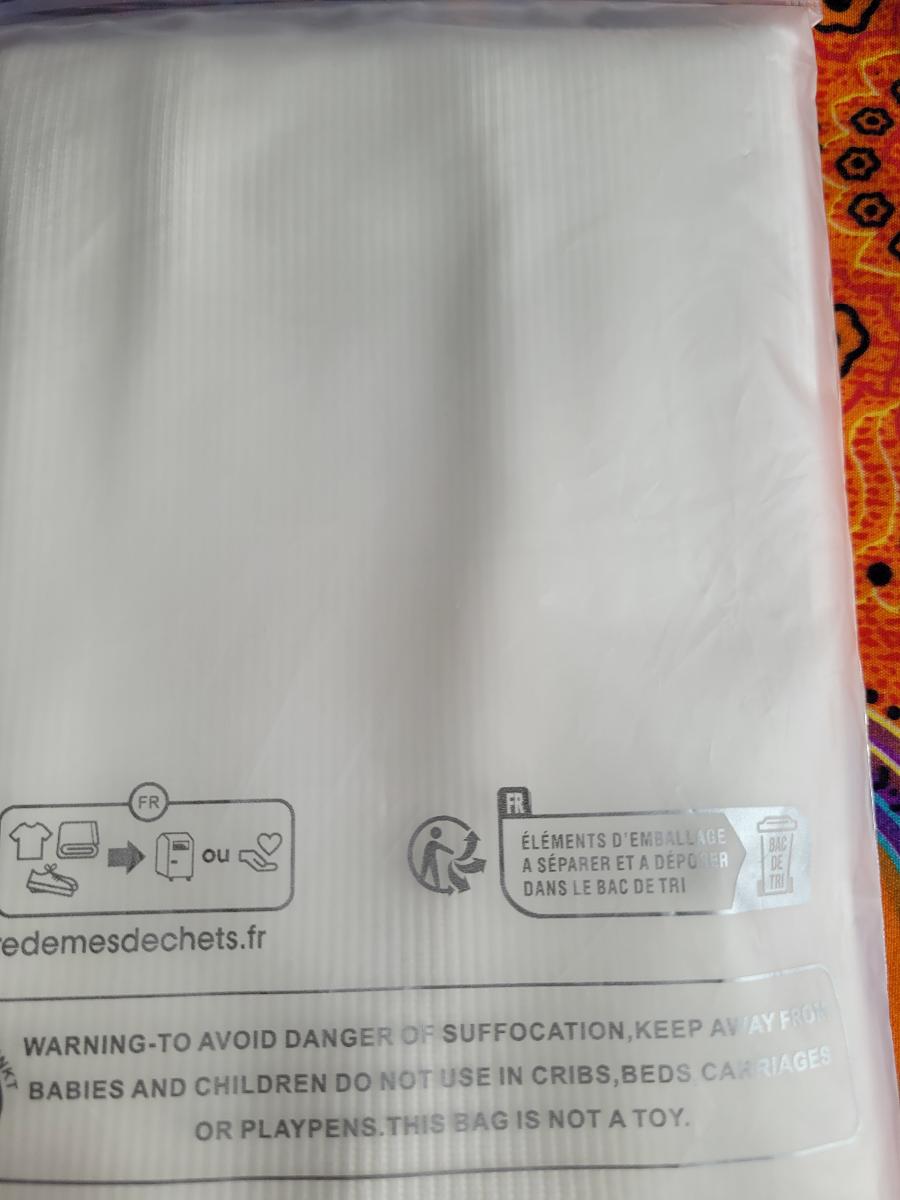 FR
ou
redemesdechets.fr
FR
ÉLÉMENTS D'EMBALLAGE
A SÉPARER ET A DÉPOSER
DANS LE BAC DE TRI
BAC
DE
TRI
WARNING-TO AVOID DANGER OF SUFFOCATION,KEEP AWAY FROM
BABIES AND CHILDREN DO NOT USE IN CRIBS,BEDS CARRIAGES
OR PLAYPENS.THIS BAG IS NOT A TOY.